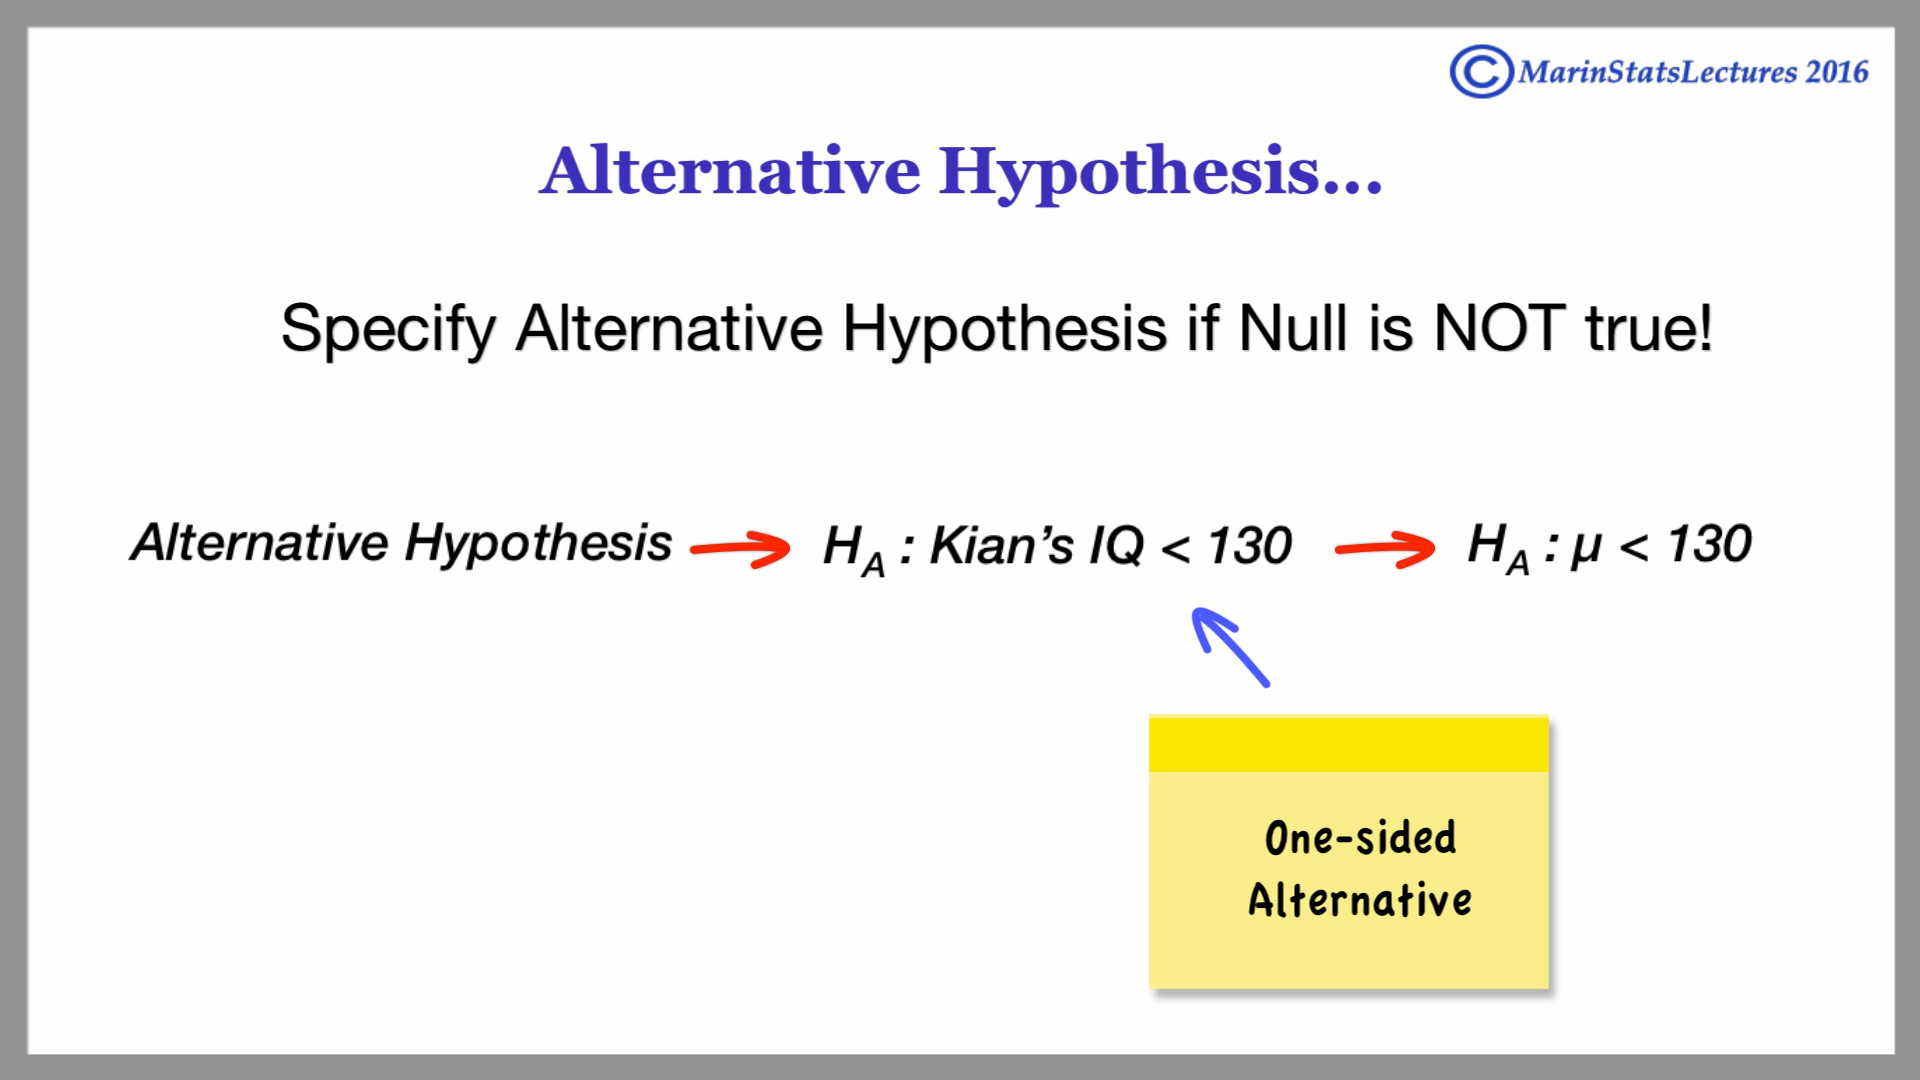 © MarinStatsLectures 2016
Alternative Hypothesis...
Specify Alternative Hypothesis if Null is NOT true!
Alternative Hypothesis → H_A : Kian’s IQ < 130 → H_A : μ < 130
One-sided
Alternative